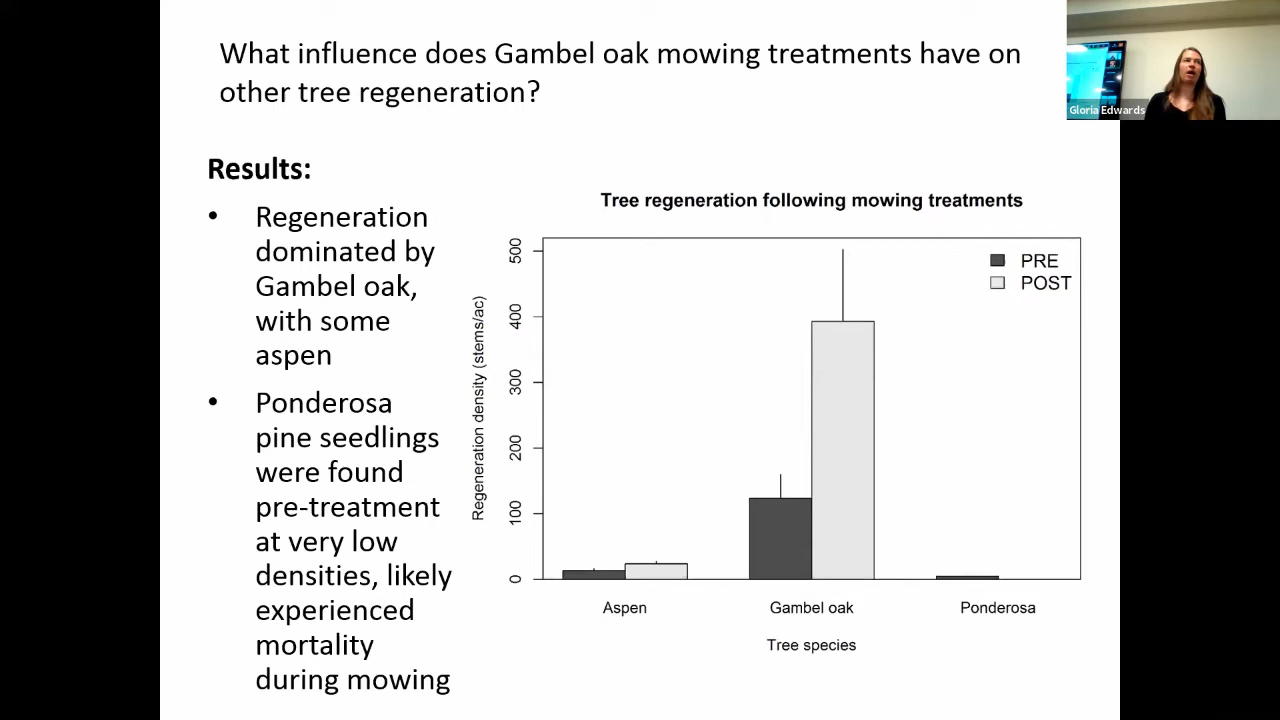 What influence does Gambel oak mowing treatments have on
other tree regeneration?
Gloria Edwards
Results:
• Regeneration
dominated by
Gambel oak,
with some
aspen
• Ponderosa
pine seedlings
were found
pre-treatment
at very low
densities, likely
experienced
mortality
during mowing
Tree regeneration following mowing treatments
PRE
POST
Regeneration density (stems/ac)
500
400
300
200
100
0
Aspen
Gambel oak
Ponderosa
Tree species